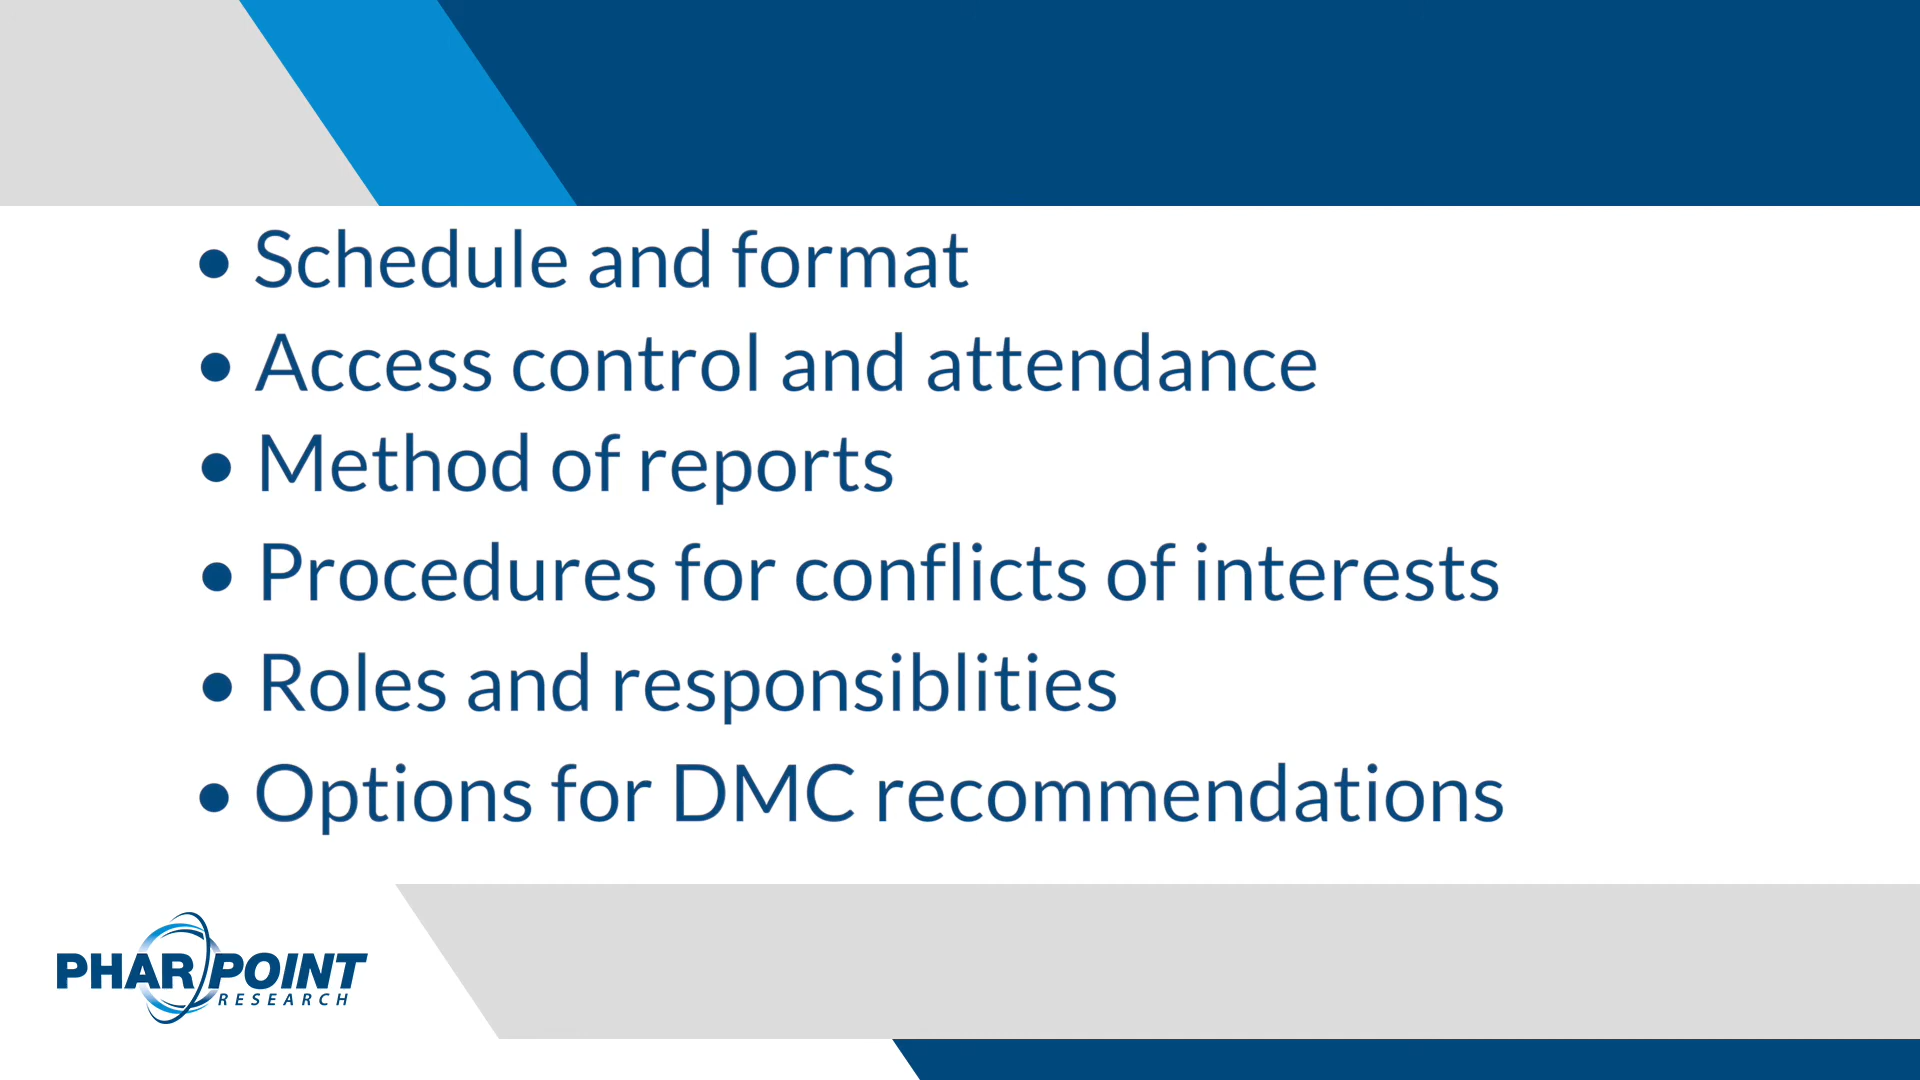 • Schedule and format
• Access control and attendance
• Method of reports
• Procedures for conflicts of interests
• Roles and responsiblities
• Options for DMC recommendations
PHARPOINT
RESEARCH